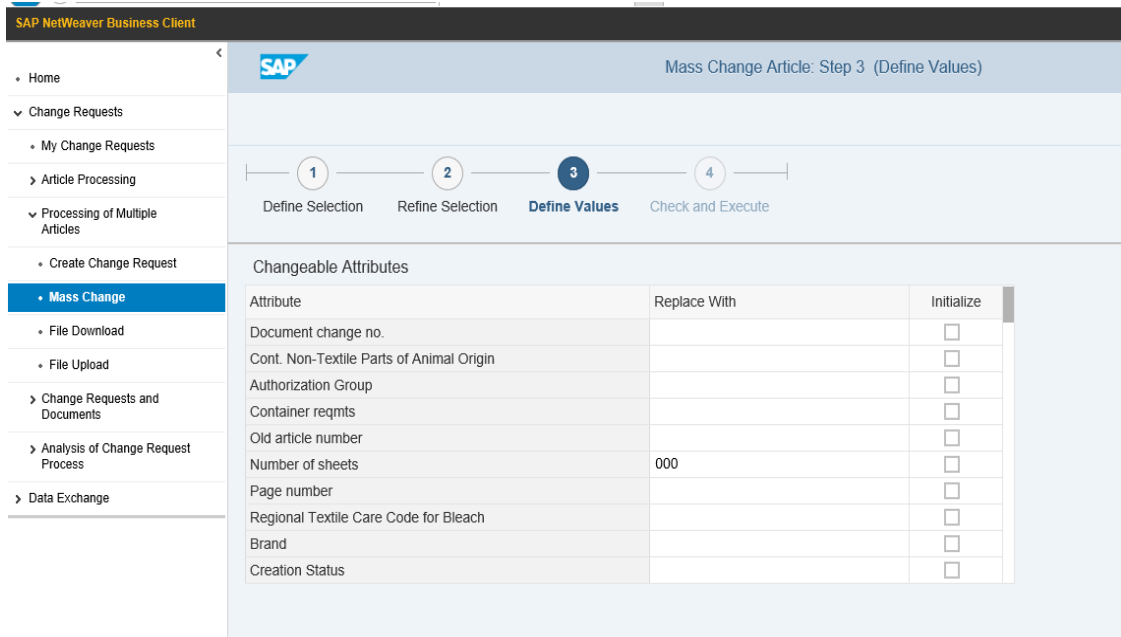 SAP NetWeaver Business Client
Home
Change Requests
My Change Requests
Article Processing
Processing of Multiple
Articles
Create Change Request
Mass Change
File Download
File Upload
Change Requests and
Documents
Analysis of Change Request
Process
Data Exchange
SAP
Mass Change Article: Step 3 (Define Values)
1 2 3 4
Define Selection Refine Selection Define Values Check and Execute
Changeable Attributes
Attribute Replace With Initialize
Document change no.
Cont. Non-Textile Parts of Animal Origin
Authorization Group
Container reqmts
Old article number
Number of sheets 000
Page number
Regional Textile Care Code for Bleach
Brand
Creation Status